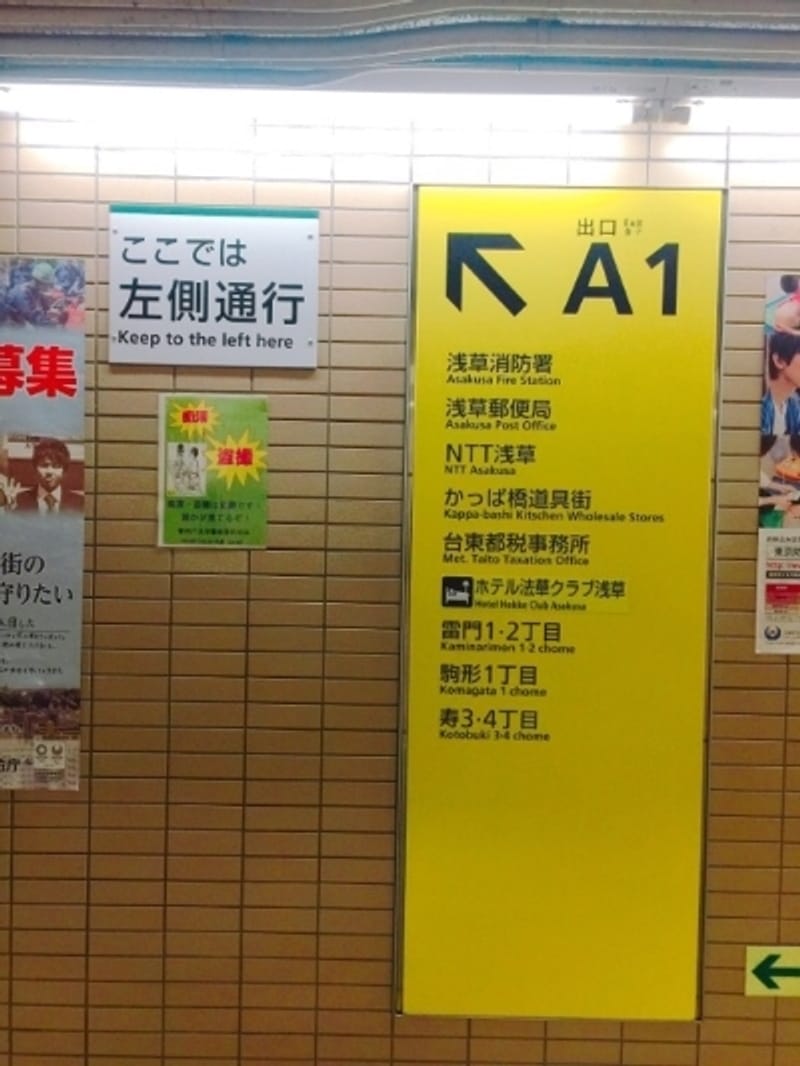 ここでは
左側通行
Keep to the left here
出口
A1
浅草消防署
Asakusa Fire Station
浅草郵便局
Asakusa Post Office
NTT浅草
NTT Asakusa
かっぱ橋道具街
Kappa-bashi Kitschen Wholesale Stores
台東都税事務所
Met. Taito Taxation Office
ホテル法華クラブ浅草
Hotel Hokke Club Asakusa
雷門1・2丁目
Kaminarimon 1·2 chome
駒形1丁目
Komagata 1 chome
寿3・4丁目
Kotobuki 3·4 chome
募集
街の
守りたい
痴漢
盗撮